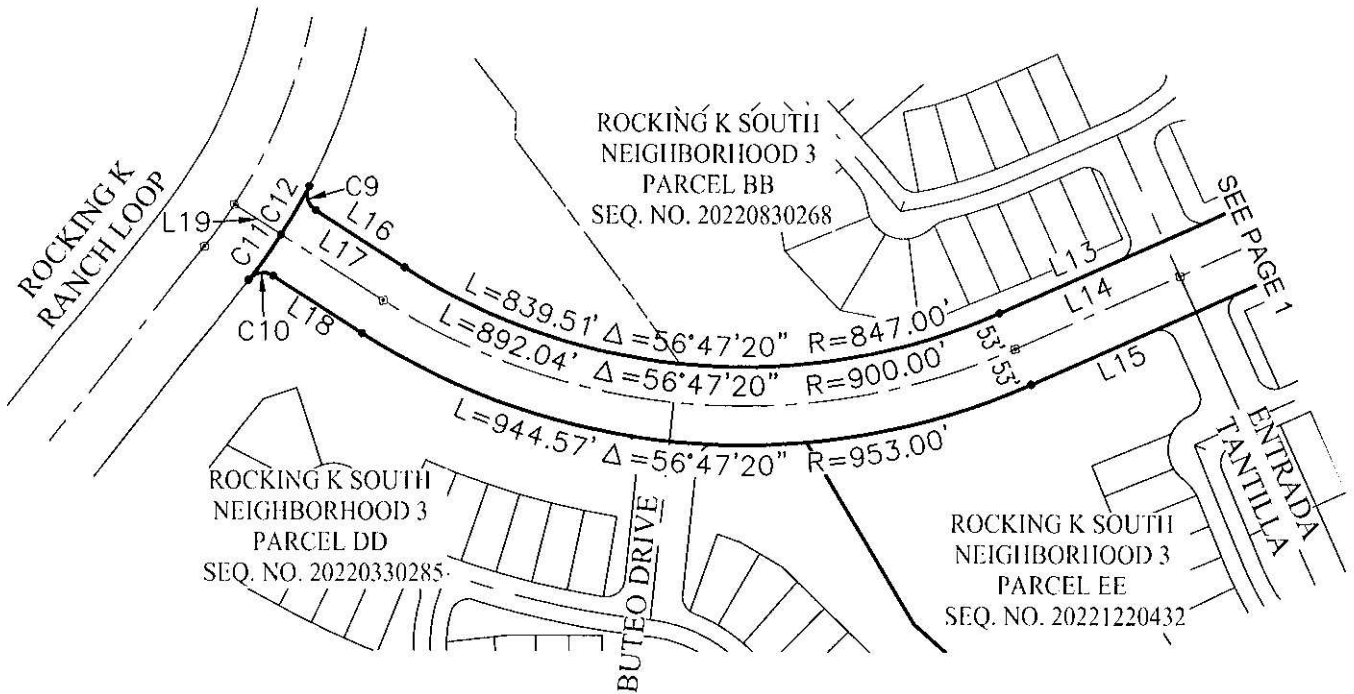 ROCKING K
RANCH LOOP
L19
C12
C11
C9
C10
L16
L17
L18
ROCKING K SOUTH
NEIGHBORHOOD 3
PARCEL BB
SEQ. NO. 20220830268
L=839.51' Δ=56°47'20" R=847.00'
L=892.04' Δ=56°47'20" R=900.00'
L=944.57' Δ=56°47'20" R=953.00'
53'
53'
L13
L14
L15
SEE PAGE 1
ROCKING K SOUTH
NEIGHBORHOOD 3
PARCEL DD
SEQ. NO. 20220330285
BUTEO DRIVE
ROCKING K SOUTH
NEIGHBORHOOD 3
PARCEL EE
SEQ. NO. 20221220432
ENTRADA
TANTILLA